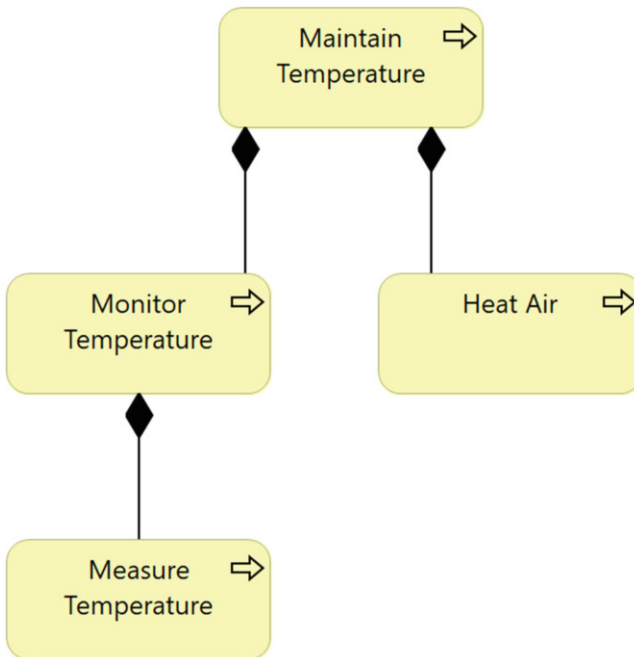 Maintain
Temperature
Monitor
Temperature
Heat Air
Measure
Temperature